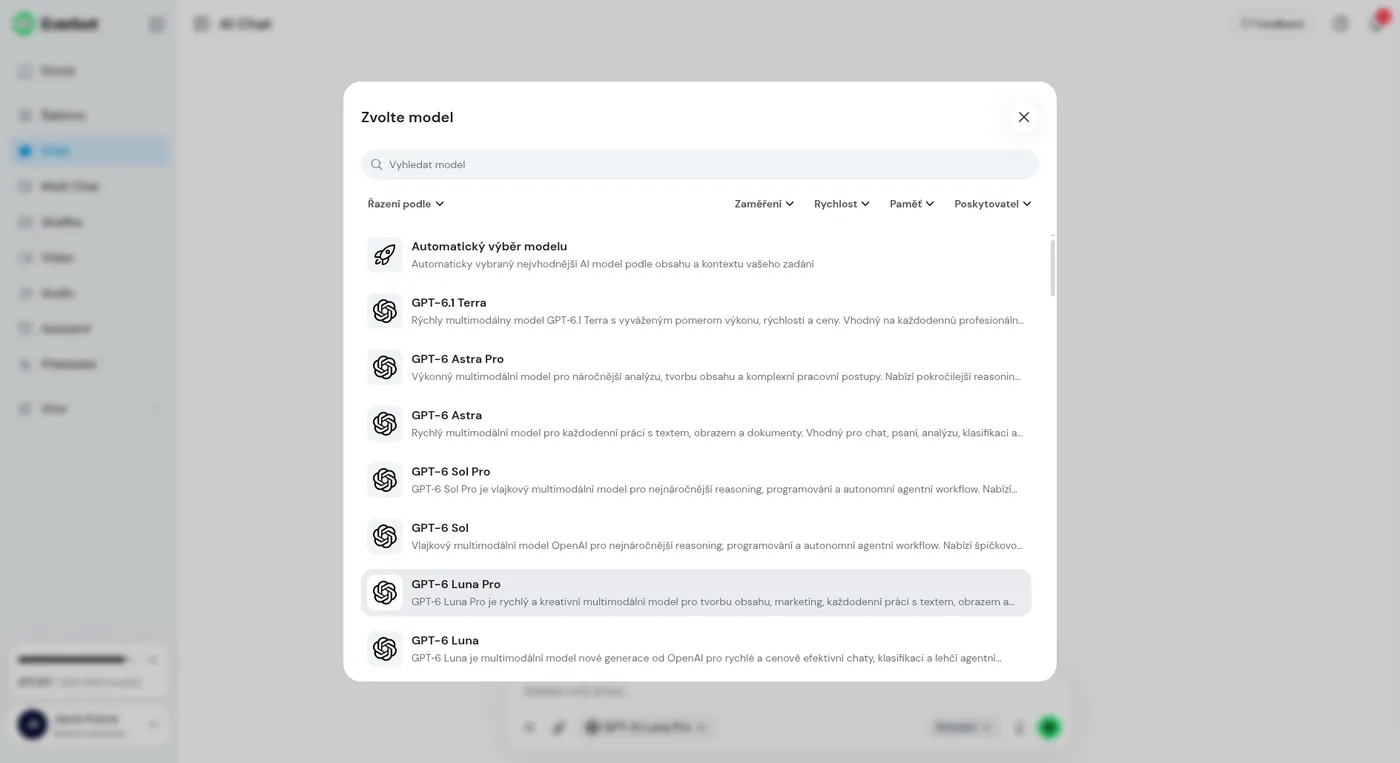 AI Chat
Zvolte model
Vyhledat model
Řazení podle
Zaměření
Rychlost
Paměť
Poskytovatel
Automatický výběr modelu
Automaticky vybraný nejvhodnější AI model podle obsahu a kontextu vašeho zadání
GPT-6.1 Terra
Rýchly multimodálny model GPT-6.1 Terra s vyváženým pomerom výkonu, rýchlosti a ceny. Vhodný na každodennú profesionáln…
GPT-6 Astra Pro
Výkonný multimodální model pro náročnější analýzu, tvorbu obsahu a komplexní pracovní postupy. Nabízí pokročilejší reasonin…
GPT-6 Astra
Rychlý multimodální model pro každodenní práci s textem, obrazem a dokumenty. Vhodný pro chat, psaní, analýzu, klasifikaci a…
GPT-6 Sol Pro
GPT-6 Sol Pro je vlajkový multimodální model pro nejnáročnější reasoning, programování a autonomní agentní workflow. Nabízí…
GPT-6 Sol
Vlajkový multimodální model OpenAI pro nejnáročnější reasoning, programování a autonomní agentní workflow. Nabízí špičkovo…
GPT-6 Luna Pro
GPT-6 Luna Pro je rychlý a kreativní multimodální model pro tvorbu obsahu, marketing, každodenní práci s textem, obrazem a…
GPT-6 Luna
GPT-6 Luna je multimodální model nové generace od OpenAI pro rychlé a cenově efektivní chaty, klasifikaci a lehčí agentní…